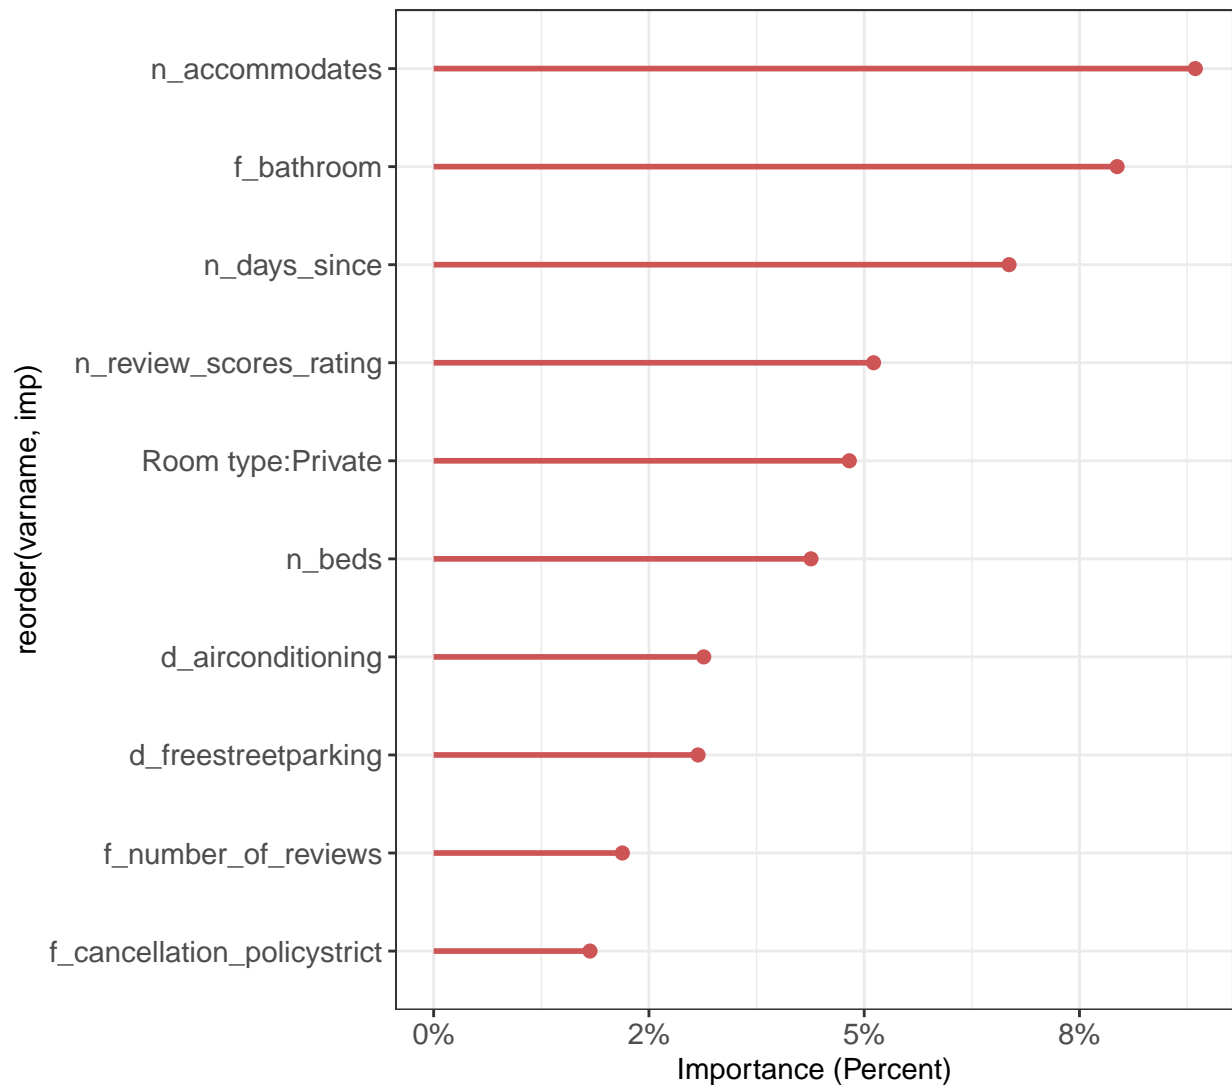 n_accommodates
f_bathroom
n_days_since
n_review_scores_rating
Room type:Private
n_beds
d_airconditioning
d_freestreetparking
f_number_of_reviews
f_cancellation_policystrict
reorder(varname, imp)
0% 2% 5% 8%
Importance (Percent)